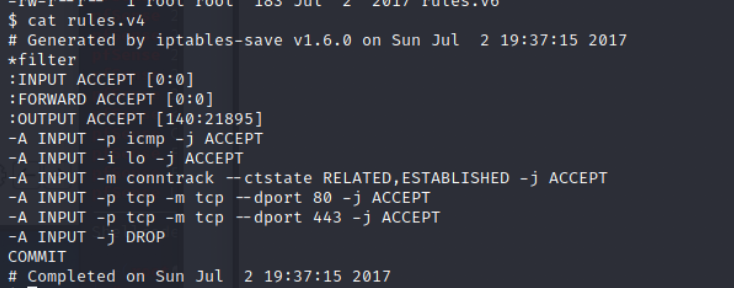 -rw-r--r-- 1 root root 183 Jul 2 2017 rules.v6
$ cat rules.v4
# Generated by iptables-save v1.6.0 on Sun Jul  2 19:37:15 2017
*filter
:INPUT ACCEPT [0:0]
:FORWARD ACCEPT [0:0]
:OUTPUT ACCEPT [140:21895]
-A INPUT -p icmp -j ACCEPT
-A INPUT -i lo -j ACCEPT
-A INPUT -m conntrack --ctstate RELATED,ESTABLISHED -j ACCEPT
-A INPUT -p tcp -m tcp --dport 80 -j ACCEPT
-A INPUT -p tcp -m tcp --dport 443 -j ACCEPT
-A INPUT -j DROP
COMMIT
# Completed on Sun Jul  2 19:37:15 2017